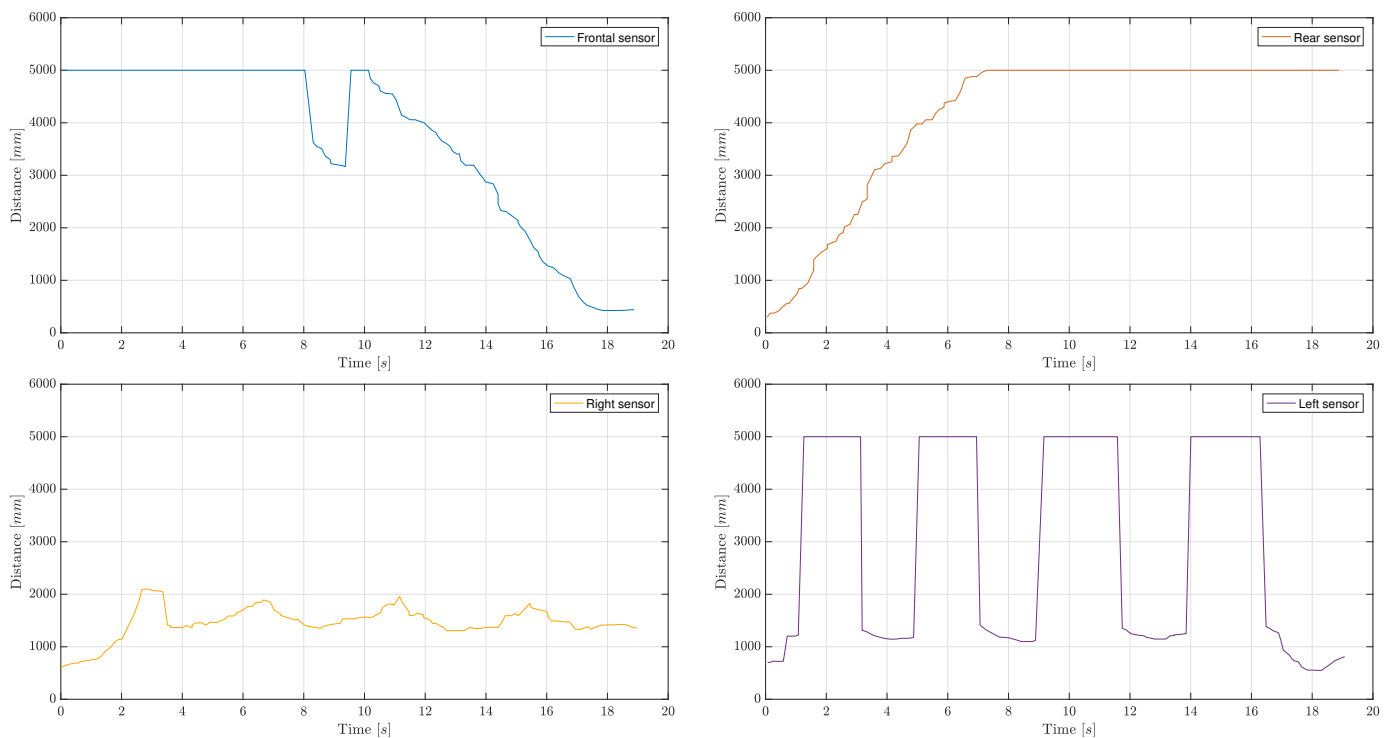 6000
5000
4000
3000
2000
1000
0
Distance [mm]
0 2 4 6 8 10 12 14 16 18 20
Time [s]
Frontal sensor
6000
5000
4000
3000
2000
1000
0
Distance [mm]
0 2 4 6 8 10 12 14 16 18 20
Time [s]
Rear sensor
6000
5000
4000
3000
2000
1000
0
Distance [mm]
0 2 4 6 8 10 12 14 16 18 20
Time [s]
Right sensor
6000
5000
4000
3000
2000
1000
0
Distance [mm]
0 2 4 6 8 10 12 14 16 18 20
Time [s]
Left sensor